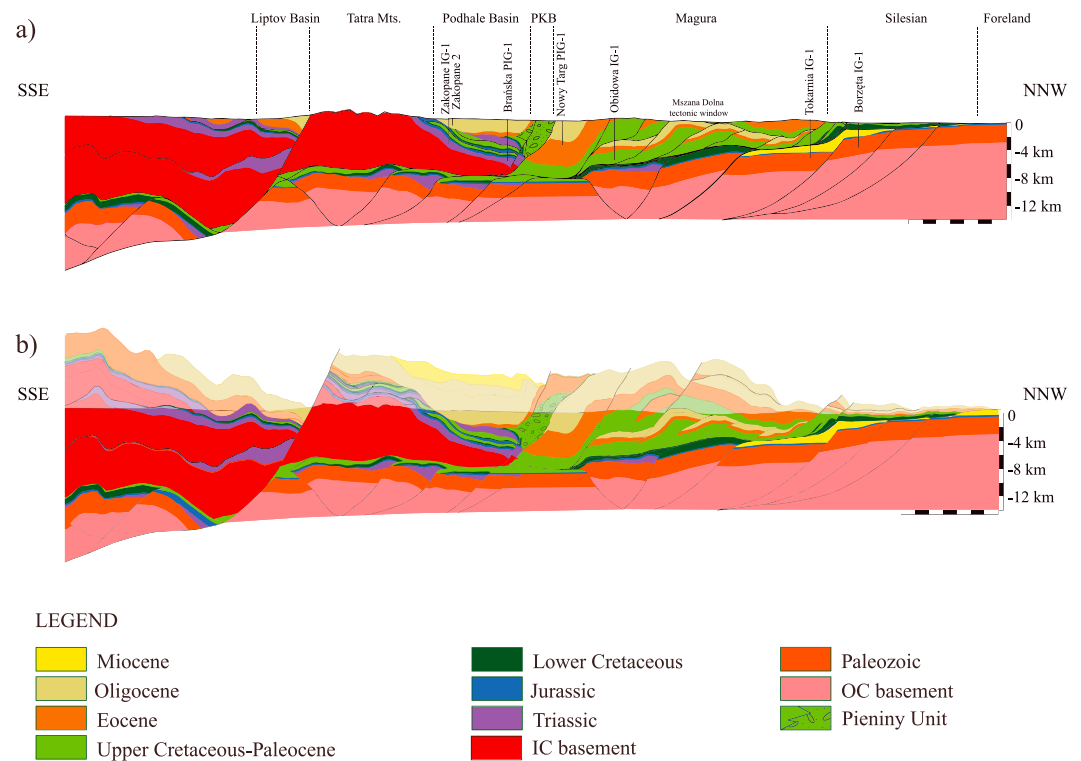 a)
Liptov Basin Tatra Mts. Podhale Basin PKB Magura Silesian Foreland
SSE
Zakopane IG-1
Zakopane 2
Brańska PIG-1
Nowy Targ PIG-1
Obidowa IG-1
Mszana Dolna
tectonic window
Tokarnia IG-1
Borzęta IG-1
NNW
0
-4 km
-8 km
-12 km
b)
SSE
NNW
0
-4 km
-8 km
-12 km
LEGEND
Miocene
Oligocene
Eocene
Upper Cretaceous-Paleocene
Lower Cretaceous
Jurassic
Triassic
IC basement
Paleozoic
OC basement
Pieniny Unit